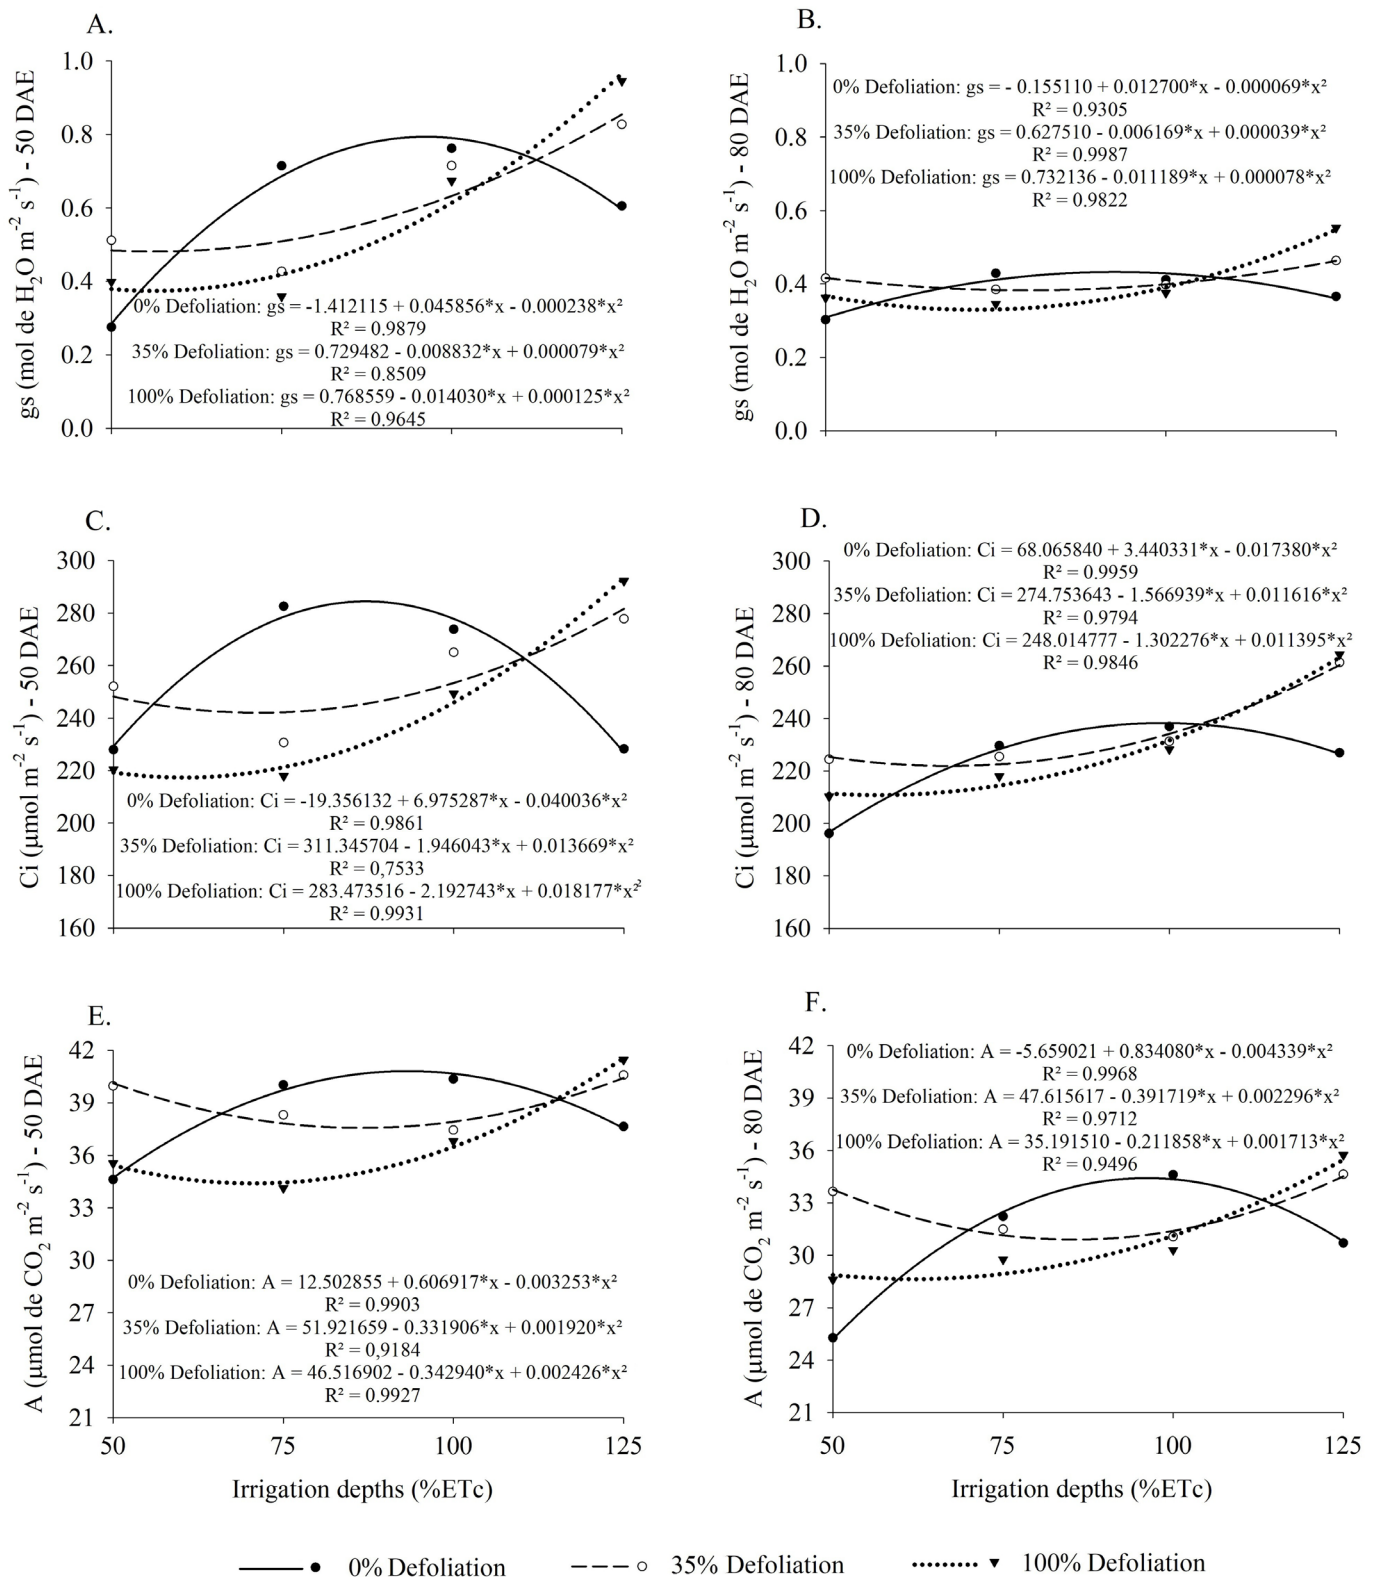 A.
gs (mol de H₂O m⁻² s⁻¹) - 50 DAE
1.0
0.8
0.6
0.4
0.2
0.0
0% Defoliation: gs = -1.412115 + 0.045856*x - 0.000238*x²
R² = 0.9879
35% Defoliation: gs = 0.729482 - 0.008832*x + 0.000079*x²
R² = 0.8509
100% Defoliation: gs = 0.768559 - 0.014030*x + 0.000125*x²
R² = 0.9645
B.
gs (mol de H₂O m⁻² s⁻¹) - 80 DAE
1.0
0.8
0.6
0.4
0.2
0.0
0% Defoliation: gs = - 0.155110 + 0.012700*x - 0.000069*x²
R² = 0.9305
35% Defoliation: gs = 0.627510 - 0.006169*x + 0.000039*x²
R² = 0.9987
100% Defoliation: gs = 0.732136 - 0.011189*x + 0.000078*x²
R² = 0.9822
C.
Ci (µmol m⁻² s⁻¹) - 50 DAE
300
280
260
240
220
200
180
160
0% Defoliation: Ci = -19.356132 + 6.975287*x - 0.040036*x²
R² = 0.9861
35% Defoliation: Ci = 311.345704 - 1.946043*x + 0.013669*x²
R² = 0,7533
100% Defoliation: Ci = 283.473516 - 2.192743*x + 0.018177*x²
R² = 0.9931
D.
Ci (µmol m⁻² s⁻¹) - 80 DAE
300
280
260
240
220
200
180
160
0% Defoliation: Ci = 68.065840 + 3.440331*x - 0.017380*x²
R² = 0.9959
35% Defoliation: Ci = 274.753643 - 1.566939*x + 0.011616*x²
R² = 0.9794
100% Defoliation: Ci = 248.014777 - 1.302276*x + 0.011395*x²
R² = 0.9846
E.
A (µmol de CO₂ m⁻² s⁻¹) - 50 DAE
42
39
36
33
30
27
24
21
0% Defoliation: A = 12.502855 + 0.606917*x - 0.003253*x²
R² = 0.9903
35% Defoliation: A = 51.921659 - 0.331906*x + 0.001920*x²
R² = 0,9184
100% Defoliation: A = 46.516902 - 0.342940*x + 0.002426*x²
R² = 0.9927
50 75 100 125
Irrigation depths (%ETc)
F.
A (µmol de CO₂ m⁻² s⁻¹) - 80 DAE
42
39
36
33
30
27
24
21
0% Defoliation: A = -5.659021 + 0.834080*x - 0.004339*x²
R² = 0.9968
35% Defoliation: A = 47.615617 - 0.391719*x + 0.002296*x²
R² = 0.9712
100% Defoliation: A = 35.191510 - 0.211858*x + 0.001713*x²
R² = 0.9496
50 75 100 125
Irrigation depths (%ETc)
0% Defoliation 35% Defoliation 100% Defoliation